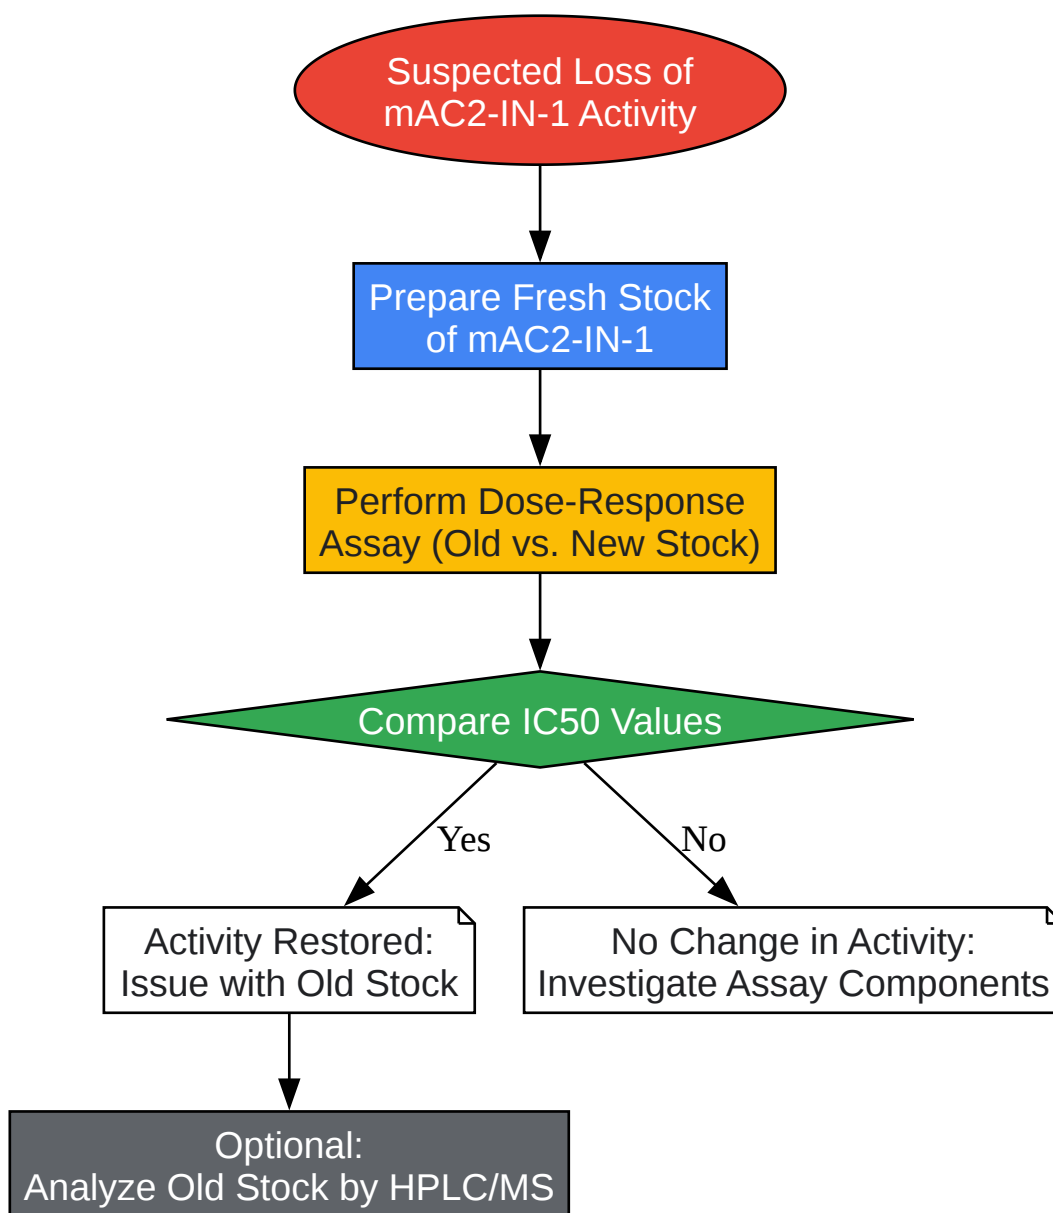 Suspected Loss of
mAC2-IN-1 Activity
Prepare Fresh Stock
of mAC2-IN-1
Perform Dose-Response
Assay (Old vs. New Stock)
Compare IC50 Values
Yes
No
Activity Restored:
Issue with Old Stock
No Change in Activity:
Investigate Assay Components
Optional:
Analyze Old Stock by HPLC/MS